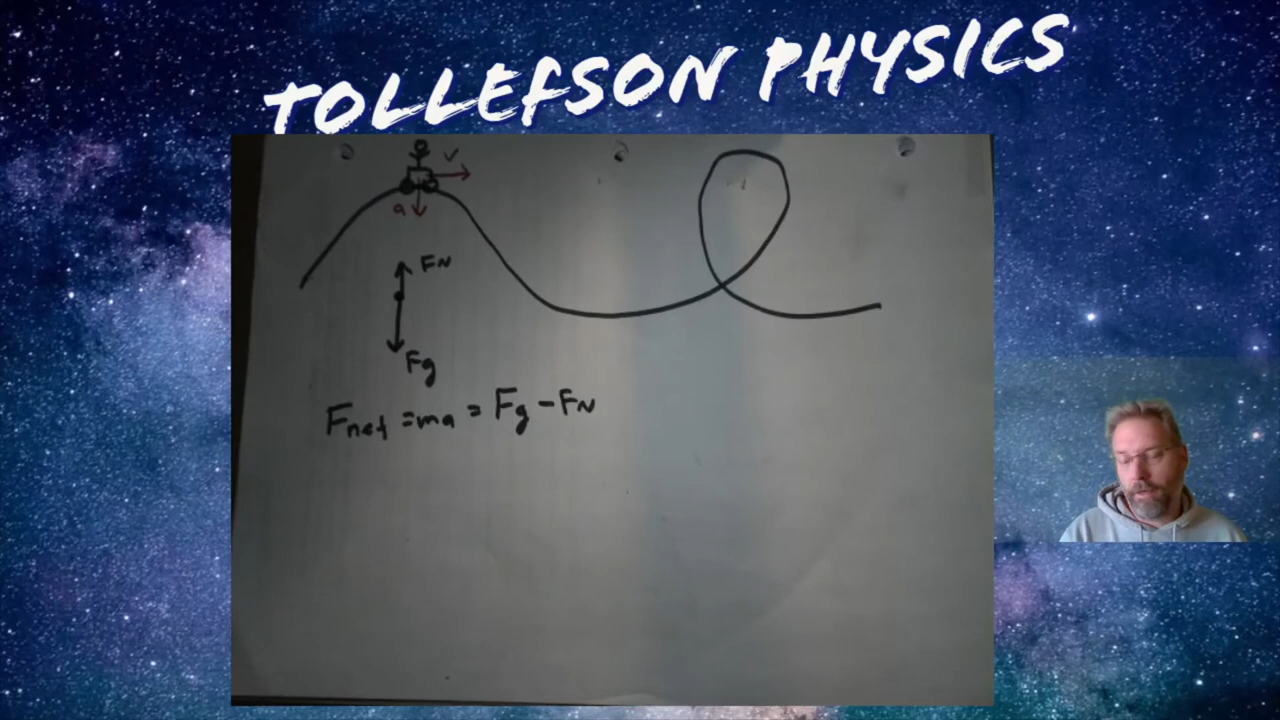 TOLLEFSON PHYSICS
v
a
FN
Fg
Fnet = ma = Fg - FN